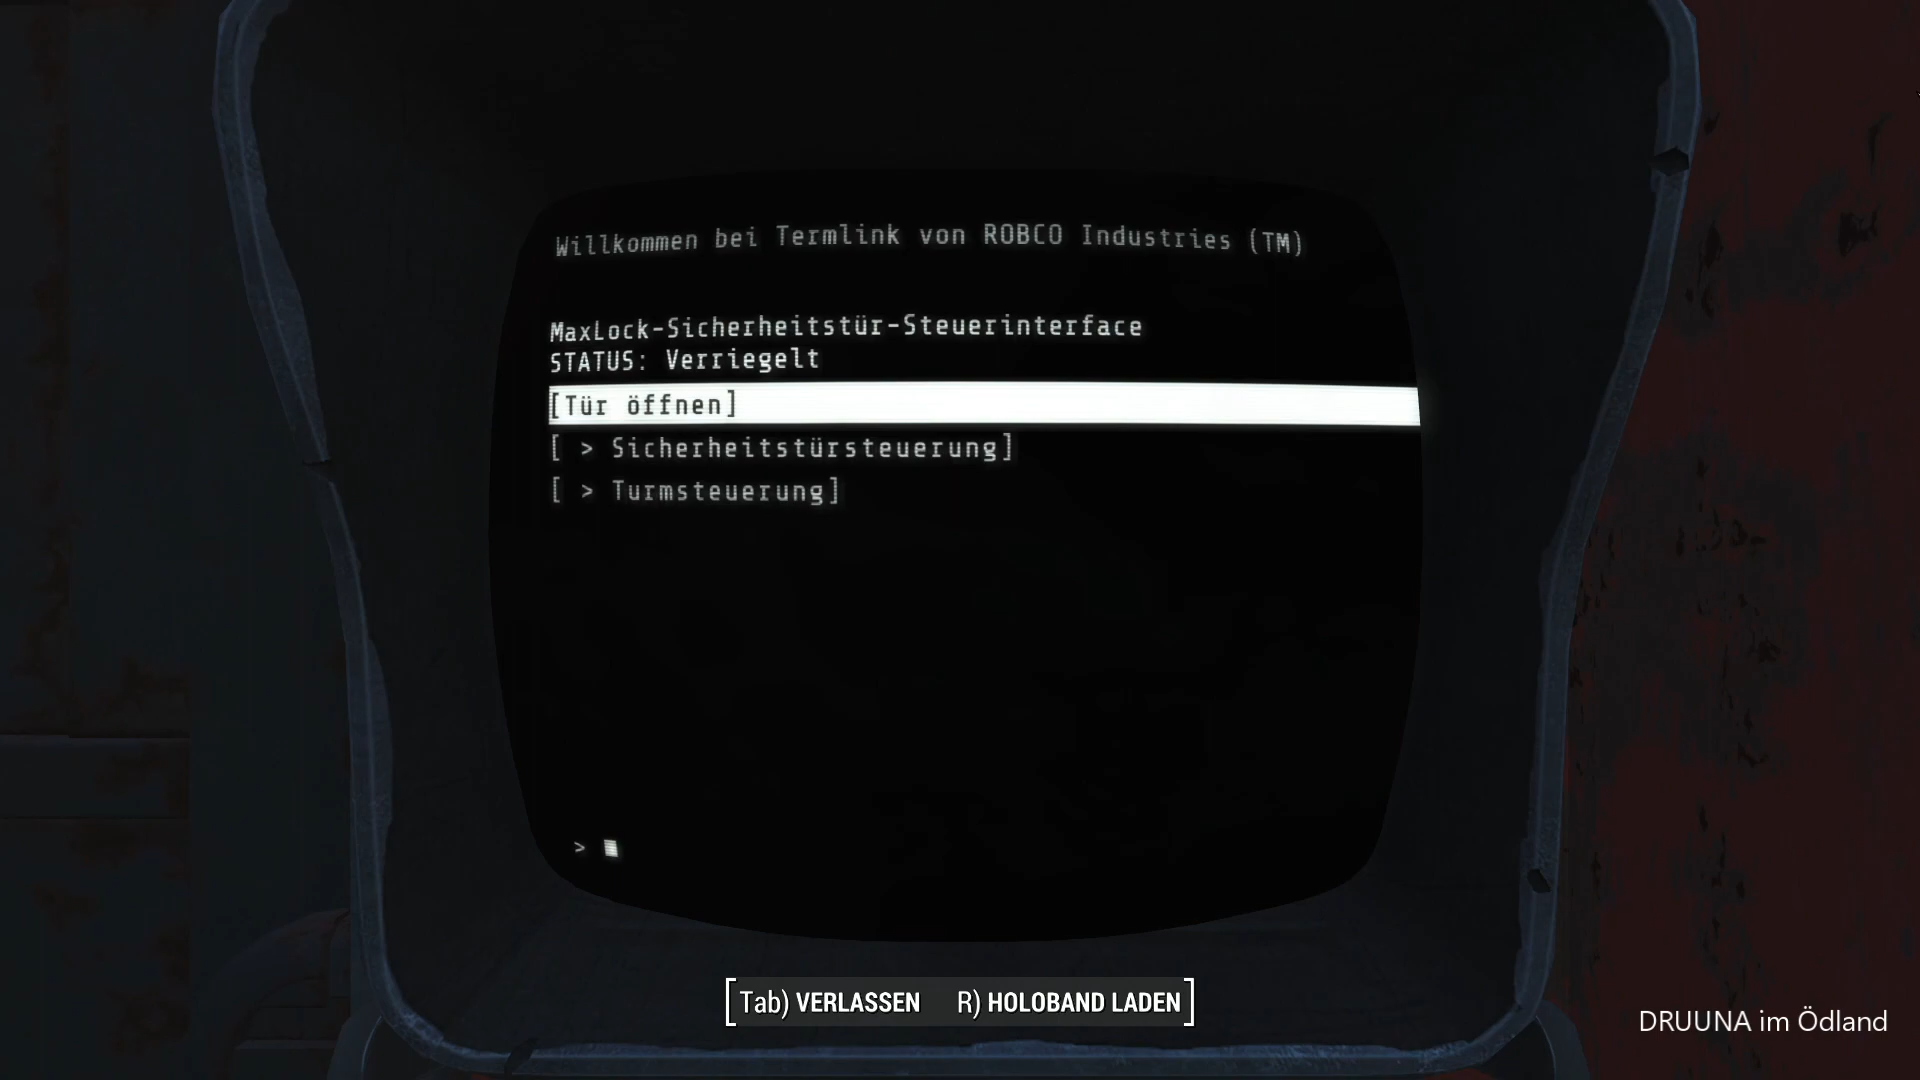 Willkommen bei Termlink von ROBCO Industries (TM)
MaxLock-Sicherheitstür-Steuerinterface
STATUS: Verriegelt
[Tür öffnen]
[ > Sicherheitstürsteuerung]
[ > Turmsteuerung]
>
[Tab) VERLASSEN R) HOLOBAND LADEN]
DRUUNA im Ödland